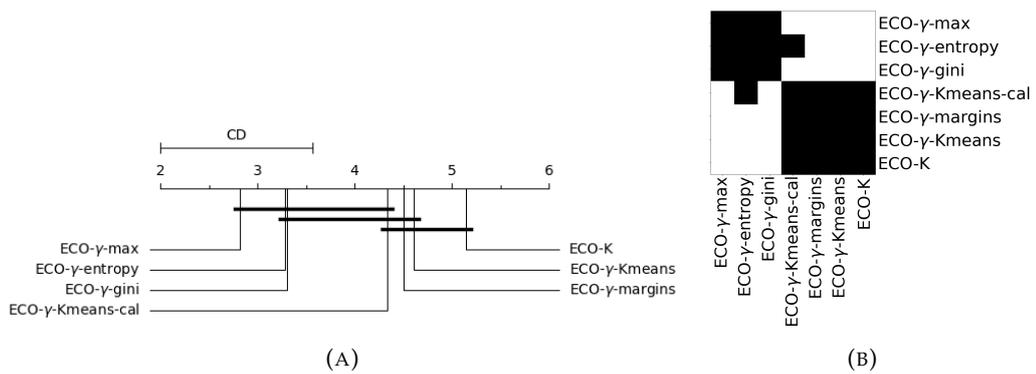 CD
2 3 4 5 6
ECO-γ-max
ECO-γ-entropy
ECO-γ-gini
ECO-γ-Kmeans-cal
ECO-K
ECO-γ-Kmeans
ECO-γ-margins
(A)
ECO-γ-max
ECO-γ-entropy
ECO-γ-gini
ECO-γ-Kmeans-cal
ECO-γ-margins
ECO-γ-Kmeans
ECO-K
ECO-γ-max
ECO-γ-entropy
ECO-γ-gini
ECO-γ-Kmeans-cal
ECO-γ-margins
ECO-γ-Kmeans
ECO-K
(B)